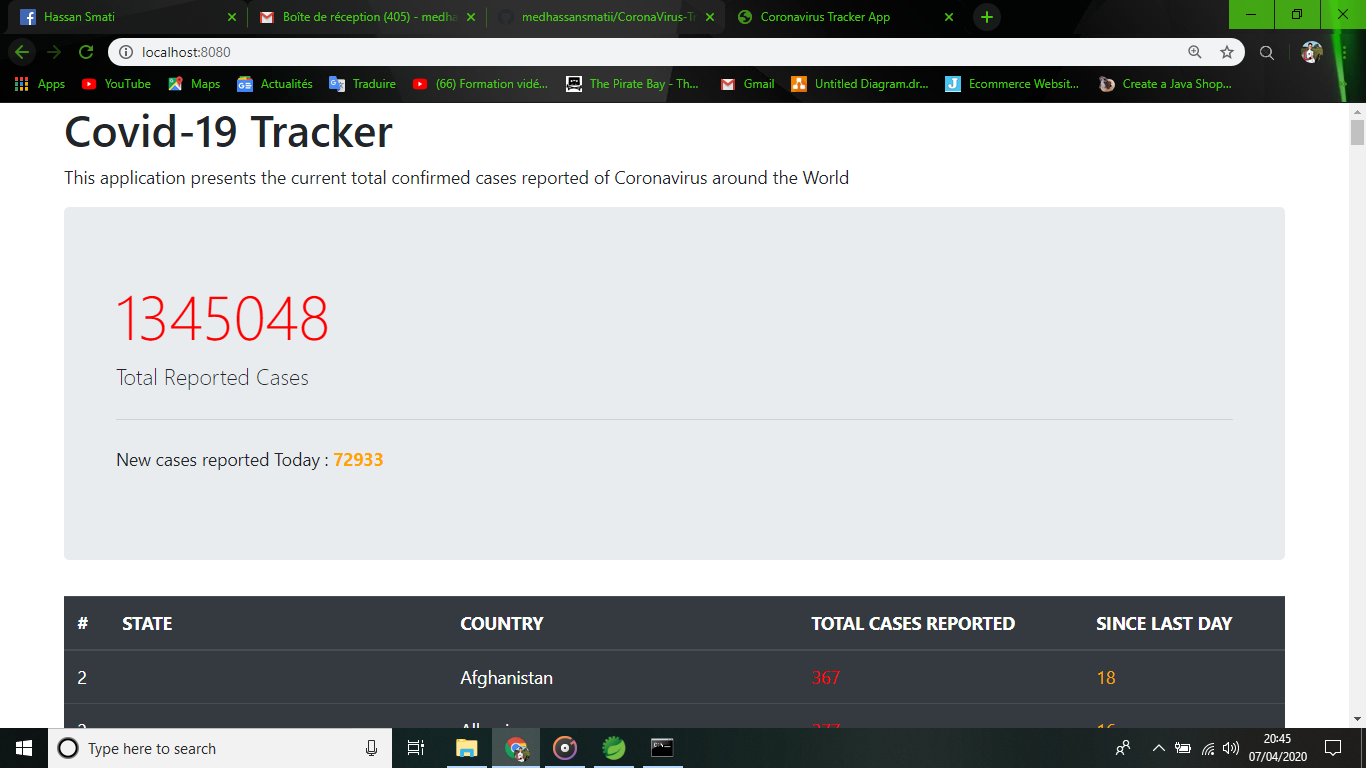 Hassan Smati
Boîte de réception (405) - medha
medhassansmatii/CoronaVirus-Tr
Coronavirus Tracker App
localhost:8080
Apps
YouTube
Maps
Actualités
Traduire
(66) Formation vidé...
The Pirate Bay - Th...
Gmail
Untitled Diagram.dr...
Ecommerce Websit...
Create a Java Shop...
Covid-19 Tracker
This application presents the current total confirmed cases reported of Coronavirus around the World
1345048
Total Reported Cases
New cases reported Today : 72933
# STATE COUNTRY TOTAL CASES REPORTED SINCE LAST DAY
2 Afghanistan 367 18
Type here to search
20:45
07/04/2020